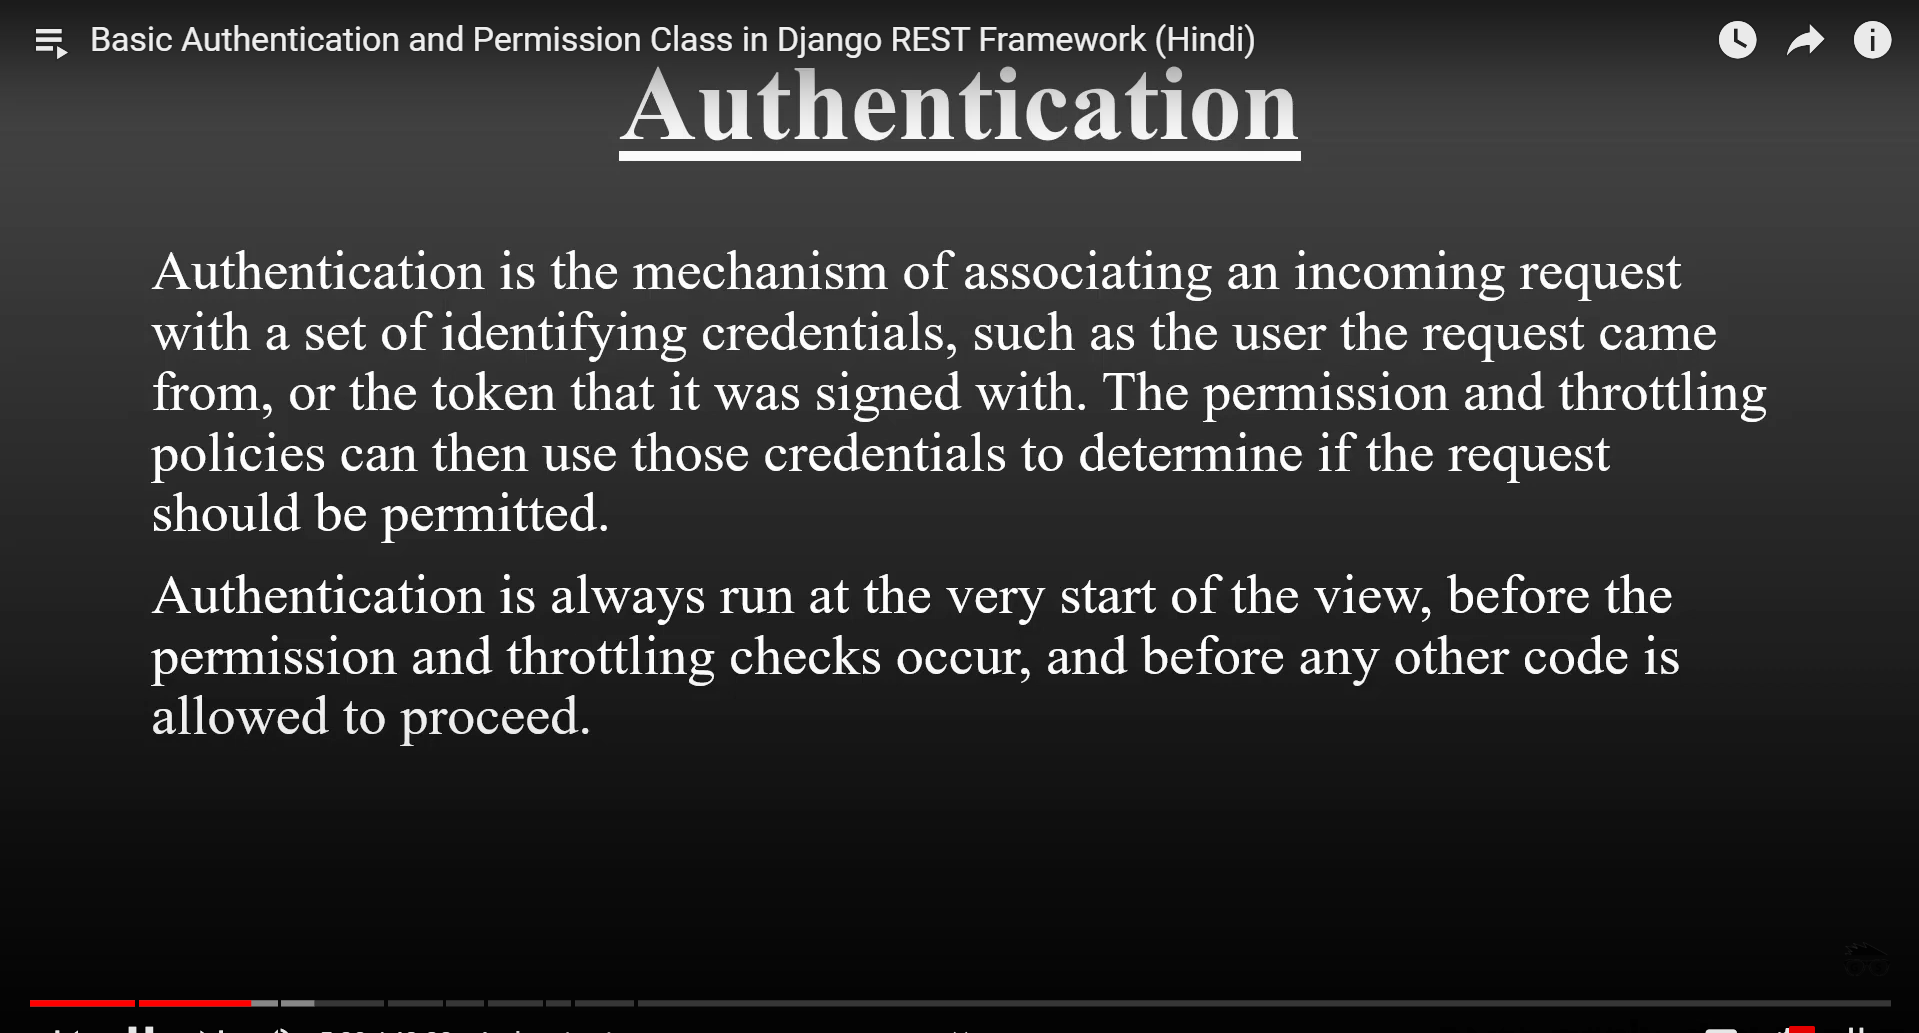 Basic Authentication and Permission Class in Django REST Framework (Hindi)
Authentication
Authentication is the mechanism of associating an incoming request
with a set of identifying credentials, such as the user the request came
from, or the token that it was signed with. The permission and throttling
policies can then use those credentials to determine if the request
should be permitted.
Authentication is always run at the very start of the view, before the
permission and throttling checks occur, and before any other code is
allowed to proceed.